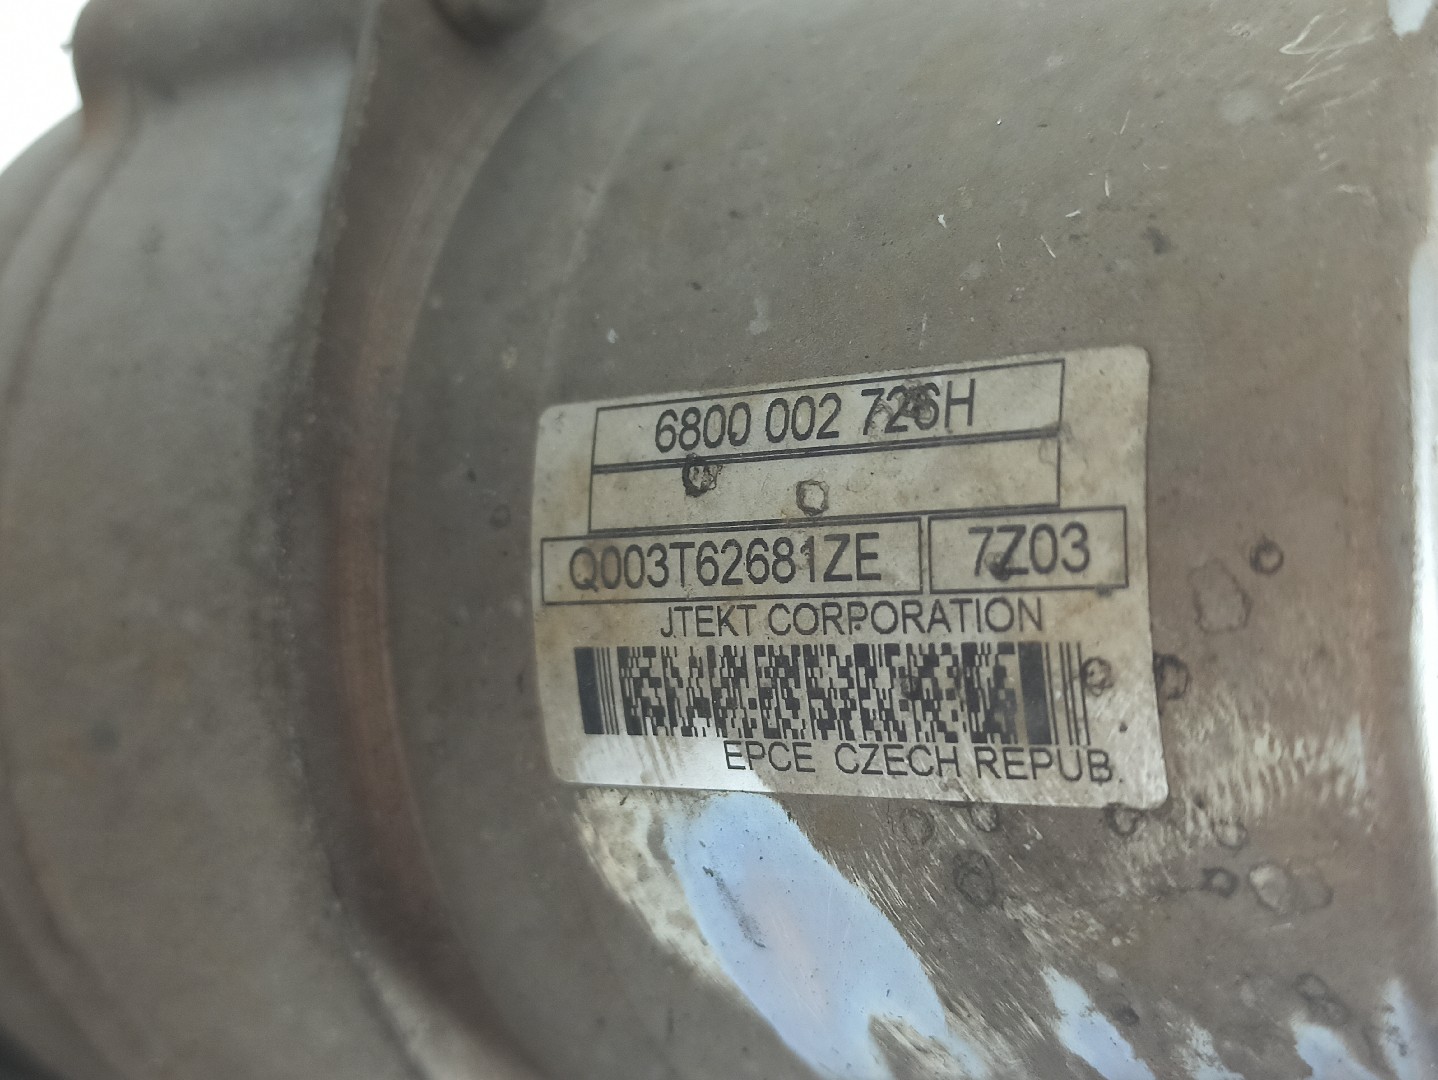 6800 002 726H
Q003T62681ZE 7Z03
JTEKT CORPORATION
EPCE CZECH REPUB.